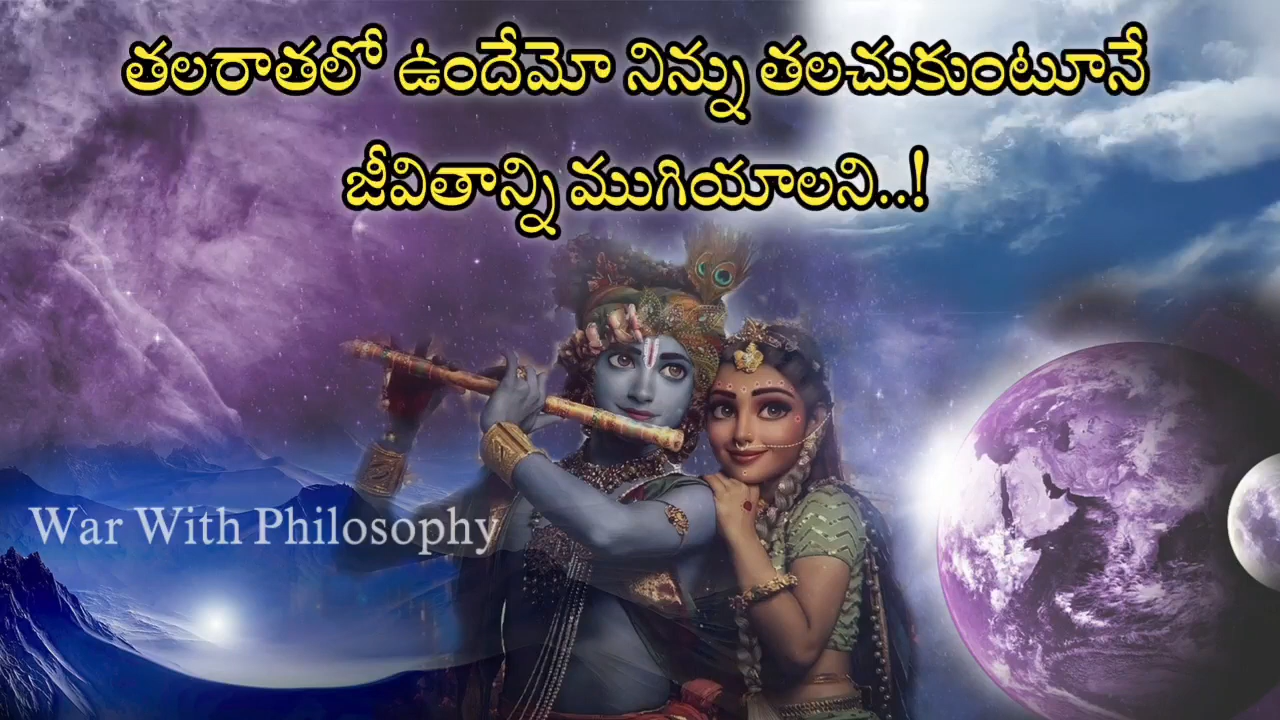 తలరాతలో ఉందేమో నిన్ను తలచుకుంటూనే
జీవితాన్ని ముగియాలని..!
War With Philosophy